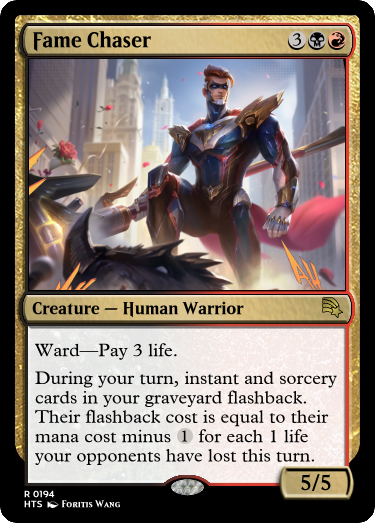 Fame Chaser 3
Creature — Human Warrior
Ward—Pay 3 life.
During your turn, instant and sorcery
cards in your graveyard flashback.
Their flashback cost is equal to their
mana cost minus 1 for each 1 life
your opponents have lost this turn.
5/5
R 0194
HTS Foritis Wang